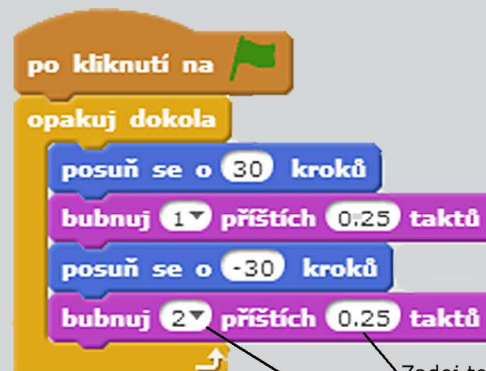 po kliknutí na
opakuj dokola
posuň se o 30 kroků
bubnuj 1 příštích 0.25 taktů
posuň se o -30 kroků
bubnuj 2 příštích 0.25 taktů
Zadej